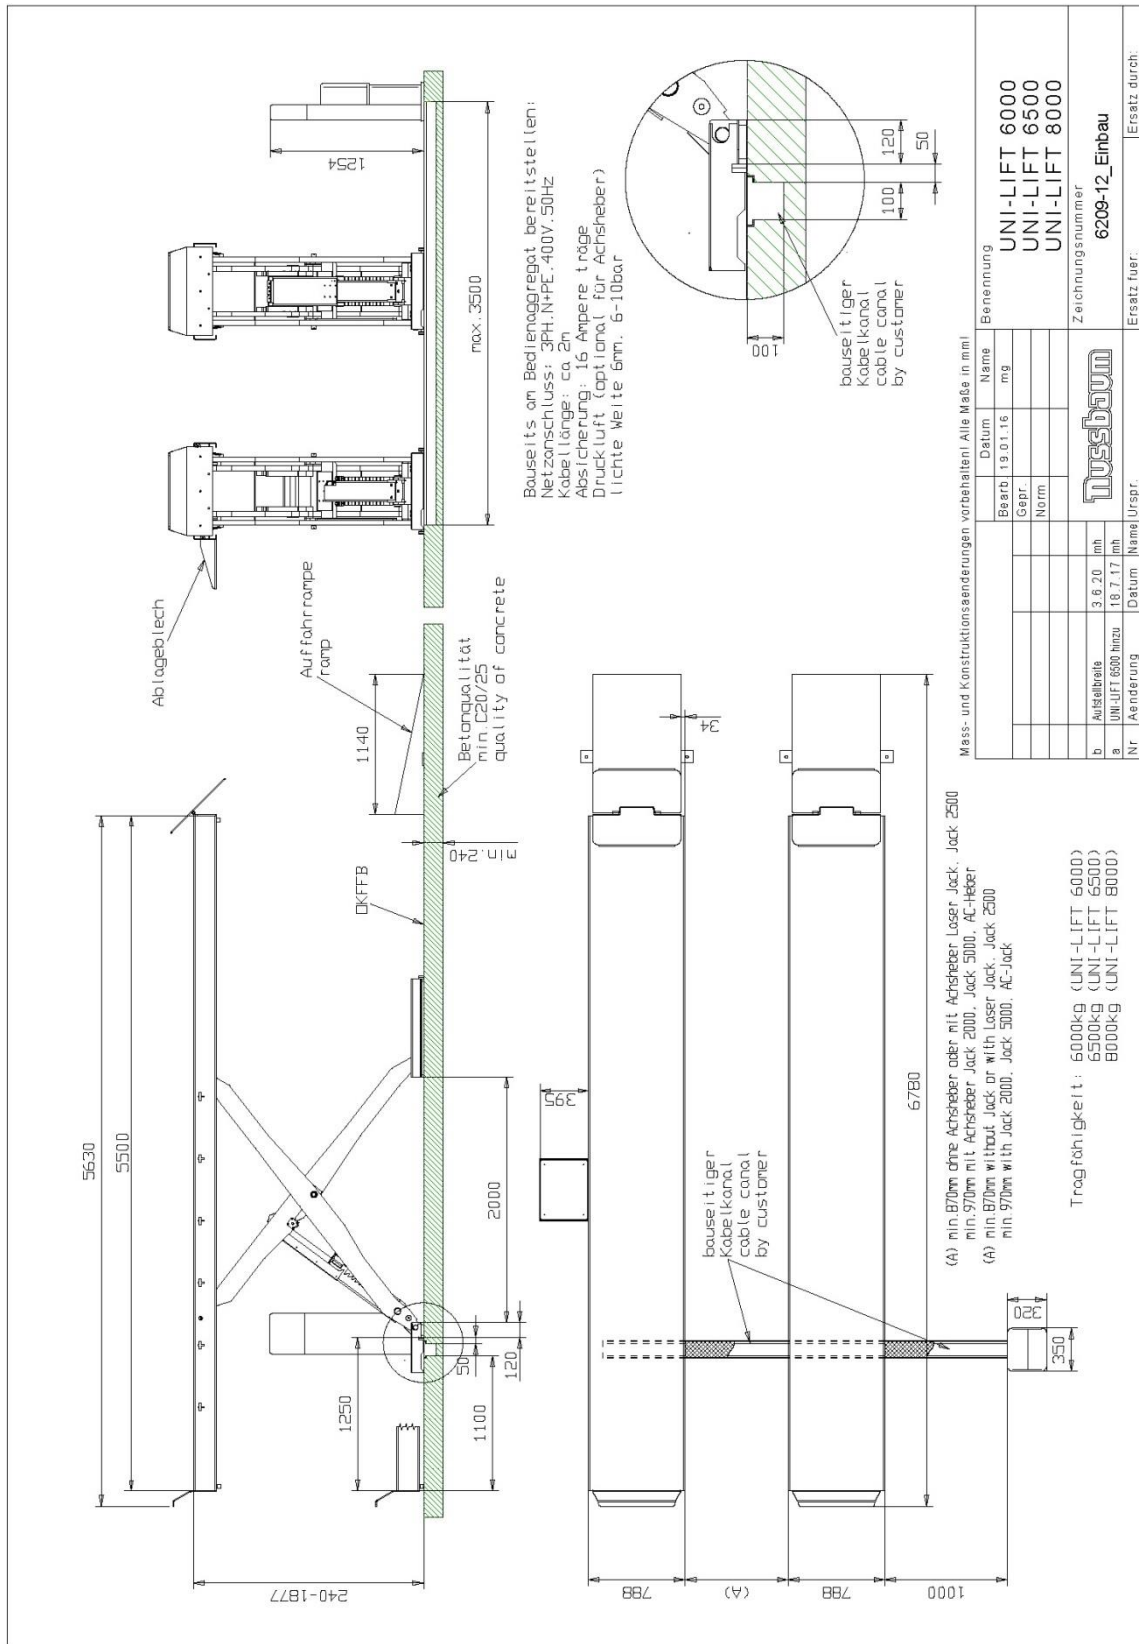 5630
5500
240-1877
1250
50
120
1100
2000
OKFFB
min.240
1140
Auffahrrampe
ramp
Betonqualität
min.C20/25
quality of concrete
Ablageblech
1254
max.3500
Bauseits am Bedienaggregat bereitstellen:
Netzanschluss: 3PH.N+PE.400V.50Hz
Kabellänge: ca 2m
Absicherung: 16 Ampere träge
Druckluft (optional für Achsheber)
lichte Weite 6mm. 6-10bar
100
bauseitiger
Kabelkanal
cable canal
by customer
100
120
50
788
(A)
788
1000
395
bauseitiger
Kabelkanal
cable canal
by customer
6780
34
350
320
(A) min.870mm ohne Achsheber oder mit Achsheber Laser Jack. Jack 2500
min.970mm mit Achsheber Jack 2000. Jack 5000. AC-Heber
(A) min.870mm without Jack or with Laser Jack. Jack 2500
min.970mm with Jack 2000. Jack 5000. AC-Jack
Tragfähigkeit: 6000kg (UNI-LIFT 6000)
6500kg (UNI-LIFT 6500)
8000kg (UNI-LIFT 8000)
Mass- und Konstruktionsaenderungen vorbehalten! Alle Maße in mm!
Datum Name
Bearb. 19.01.16 mg
Gepr.
Norm
Benennung
UNI-LIFT 6000
UNI-LIFT 6500
UNI-LIFT 8000
Nussbaum
Zeichnungsnummer
6209-12_Einbau
b Aufstellbreite 3.6.20 mh
a UNI-LIFT 6500 hinzu 18.7.17 mh
Nr Aenderung Datum Name Urspr. Ersatz fuer: Ersatz durch: